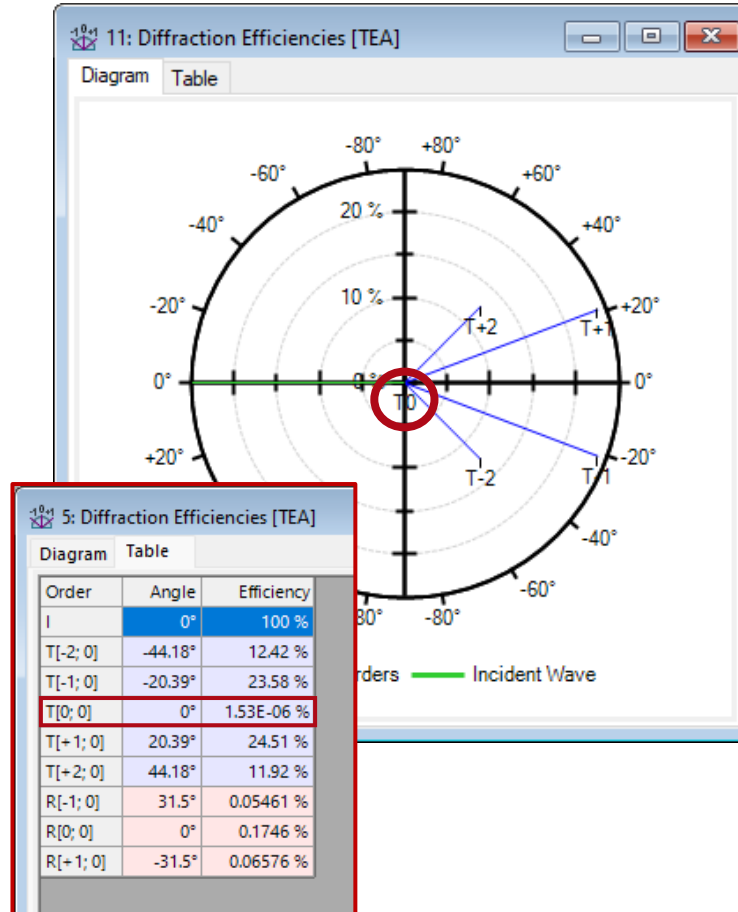 11: Diffraction Efficiencies [TEA]
Diagram Table
-80° +80°
-60° +60°
20 %
-40° +40°
-20° +20°
10 %
T+2 T+1
0° 0 % 0°
T0
+20° -20°
T-2 T-1
-40°
-60°
80° -80°
rders Incident Wave
5: Diffraction Efficiencies [TEA]
Diagram Table
Order Angle Efficiency
I 0° 100 %
T[-2; 0] -44.18° 12.42 %
T[-1; 0] -20.39° 23.58 %
T[0; 0] 0° 1.53E-06 %
T[+1; 0] 20.39° 24.51 %
T[+2; 0] 44.18° 11.92 %
R[-1; 0] 31.5° 0.05461 %
R[0; 0] 0° 0.1746 %
R[+1; 0] -31.5° 0.06576 %